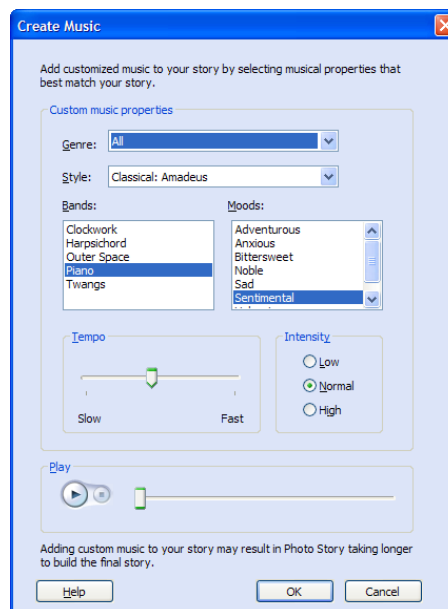 Create Music
Add customized music to your story by selecting musical properties that
best match your story.
Custom music properties
Genre: All
Style: Classical: Amadeus
Bands: Moods:
Clockwork Adventurous
Harpsichord Anxious
Outer Space Bittersweet
Piano Noble
Twangs Sad
Sentimental
Tempo Intensity
Low
Normal
High
Slow Fast
Play
Adding custom music to your story may result in Photo Story taking longer
to build the final story.
Help OK Cancel